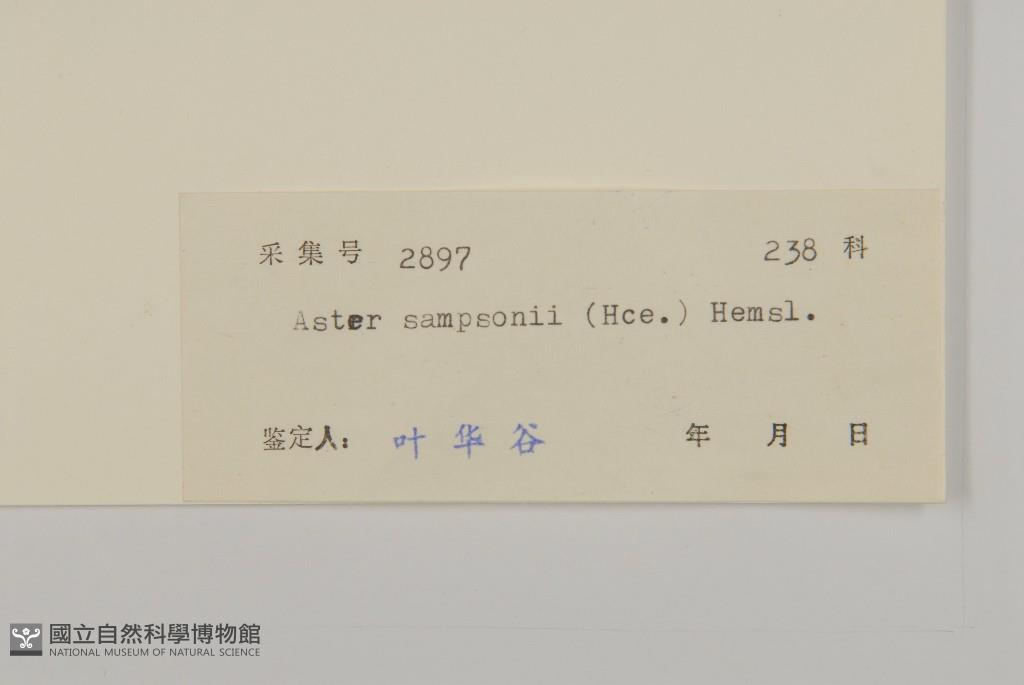 采集号 2897 238 科
Aster sampsonii (Hce.) Hemsl.
鉴定人: 叶华谷 年 月 日
國立自然科學博物館
NATIONAL MUSEUM OF NATURAL SCIENCE